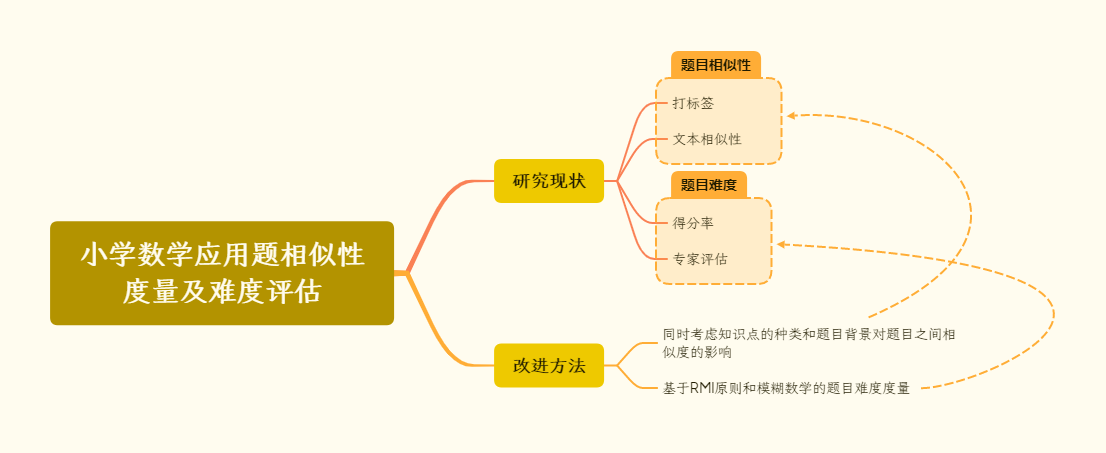 小学数学应用题相似性
度量及难度评估
研究现状
题目相似性
打标签
文本相似性
题目难度
得分率
专家评估
改进方法
同时考虑知识点的种类和题目背景对题目之间相
似度的影响
基于RMI原则和模糊数学的题目难度度量